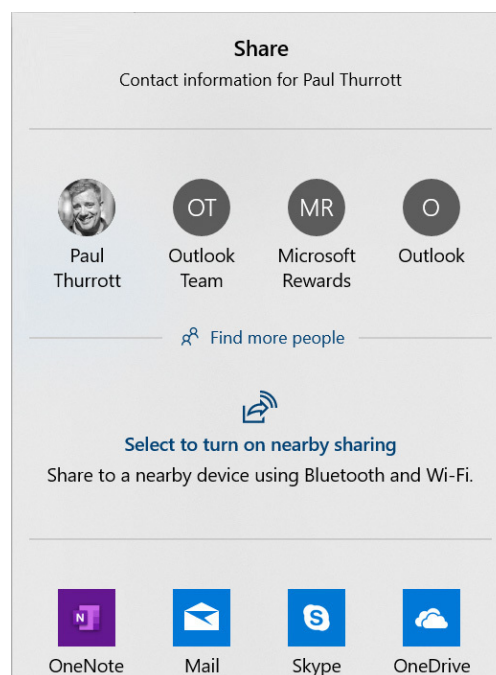 Share
Contact information for Paul Thurrott
Paul Thurrott
OT
Outlook Team
MR
Microsoft Rewards
O
Outlook
Find more people
Select to turn on nearby sharing
Share to a nearby device using Bluetooth and Wi-Fi.
N
OneNote
Mail
S
Skype
OneDrive